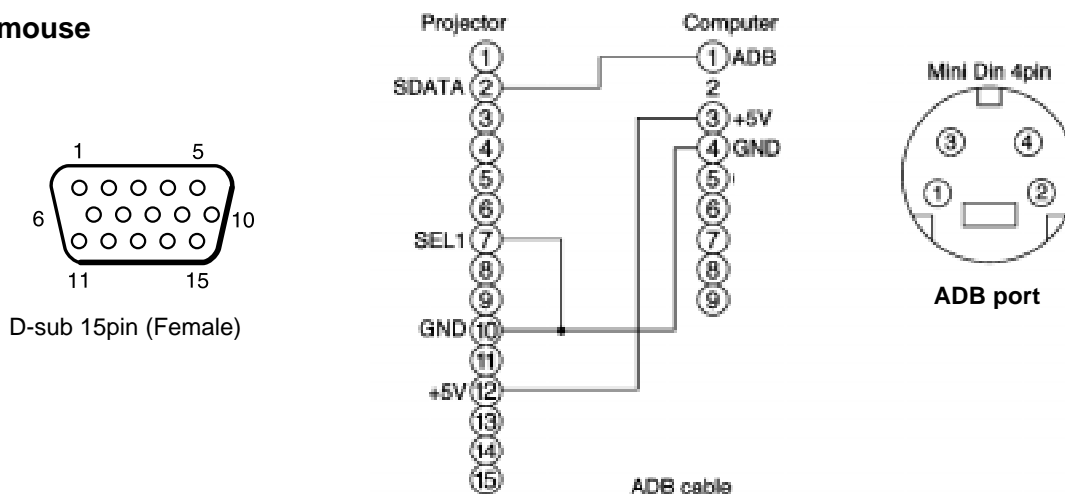 mouse
1 5
6 10
11 15
D-sub 15pin (Female)
Projector Computer
1 1 ADB
SDATA 2 2
3 3 +5V
4 4 GND
5 5
6 6
SEL1 7 7
8 8
9 9
GND 10
11
+5V 12
13
14
15
ADB cable
Mini Din 4pin
3 4
1 2
ADB port